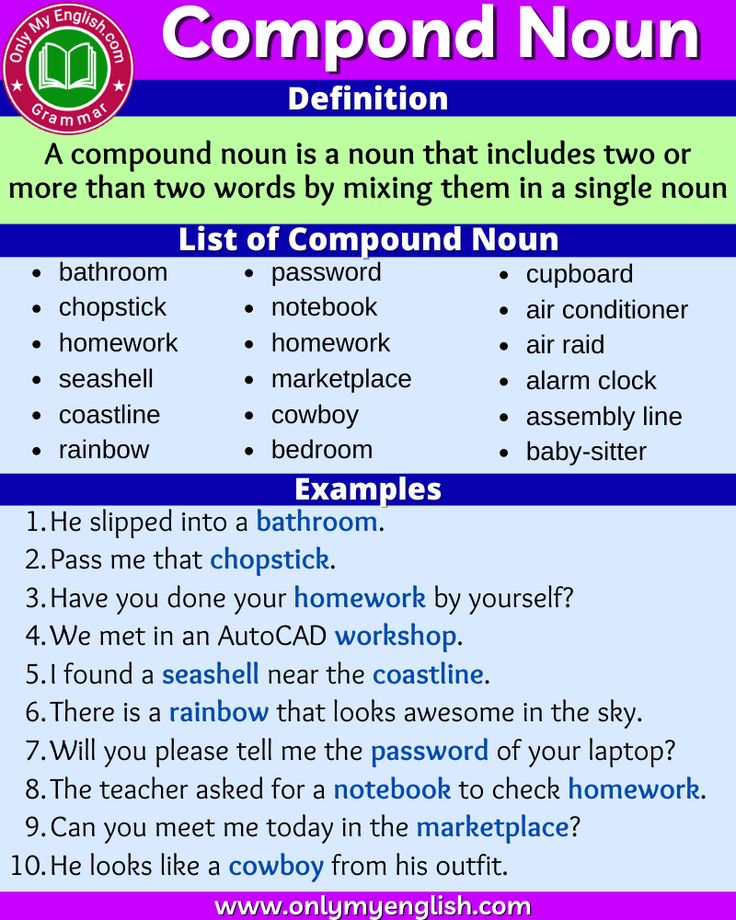 Only My English.com
Grammar
Compond Noun
Definition
A compound noun is a noun that includes two or
more than two words by mixing them in a single noun
List of Compound Noun
• bathroom
• chopstick
• homework
• seashell
• coastline
• rainbow
• password
• notebook
• homework
• marketplace
• cowboy
• bedroom
• cupboard
• air conditioner
• air raid
• alarm clock
• assembly line
• baby-sitter
Examples
1. He slipped into a bathroom.
2. Pass me that chopstick.
3. Have you done your homework by yourself?
4. We met in an AutoCAD workshop.
5. I found a seashell near the coastline.
6. There is a rainbow that looks awesome in the sky.
7. Will you please tell me the password of your laptop?
8. The teacher asked for a notebook to check homework.
9. Can you meet me today in the marketplace?
10. He looks like a cowboy from his outfit.
www.onlymyenglish.com